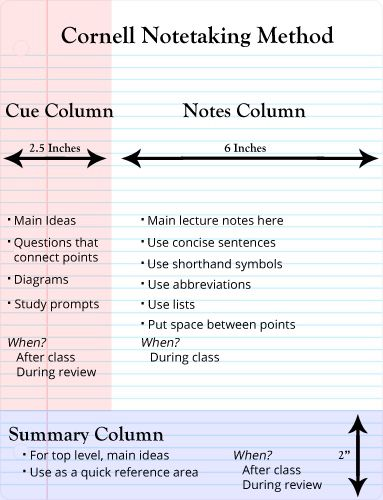 Cornell Notetaking Method
Cue Column
2.5 Inches
• Main Ideas
• Questions that
connect points
• Diagrams
• Study prompts
When?
After class
During review
Notes Column
6 Inches
• Main lecture notes here
• Use concise sentences
• Use shorthand symbols
• Use abbreviations
• Use lists
• Put space between points
When?
During class
Summary Column
• For top level, main ideas
• Use as a quick reference area
When?
After class
During review
2”